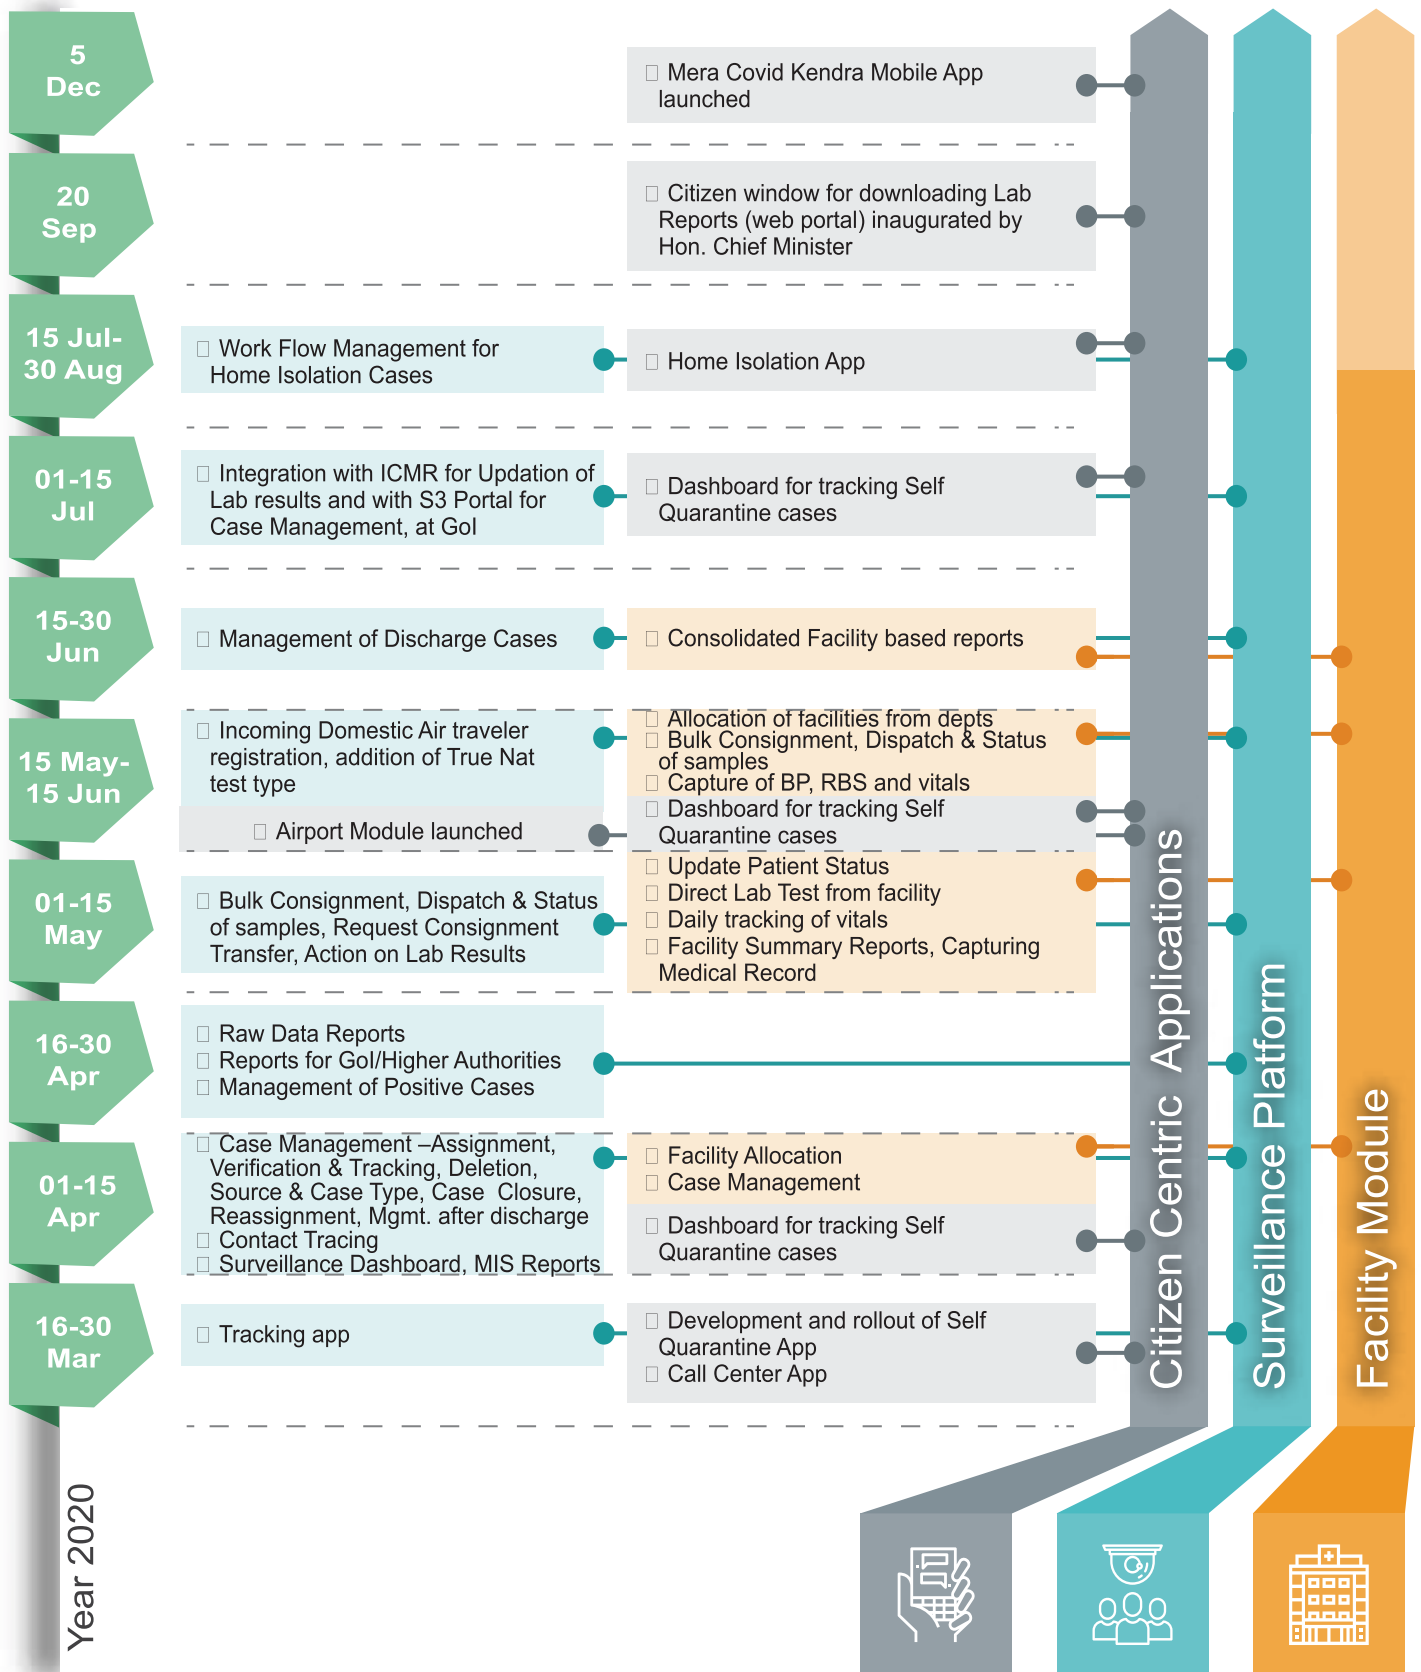 5
Dec
Mera Covid Kendra Mobile App
launched
20
Sep
Citizen window for downloading Lab
Reports (web portal) inaugurated by
Hon. Chief Minister
15 Jul-
30 Aug
Work Flow Management for
Home Isolation Cases
Home Isolation App
01-15
Jul
Integration with ICMR for Updation of
Lab results and with S3 Portal for
Case Management, at GoI
Dashboard for tracking Self
Quarantine cases
15-30
Jun
Management of Discharge Cases
Consolidated Facility based reports
15 May-
15 Jun
Incoming Domestic Air traveler
registration, addition of True Nat
test type
Airport Module launched
Allocation of facilities from depts
Bulk Consignment, Dispatch & Status
of samples
Capture of BP, RBS and vitals
Dashboard for tracking Self
Quarantine cases
01-15
May
Bulk Consignment, Dispatch & Status
of samples, Request Consignment
Transfer, Action on Lab Results
Update Patient Status
Direct Lab Test from facility
Daily tracking of vitals
Facility Summary Reports, Capturing
Medical Record
16-30
Apr
Raw Data Reports
Reports for GoI/Higher Authorities
Management of Positive Cases
01-15
Apr
Case Management –Assignment,
Verification & Tracking, Deletion,
Source & Case Type, Case Closure,
Reassignment, Mgmt. after discharge
Contact Tracing
Surveillance Dashboard, MIS Reports
Facility Allocation
Case Management
Dashboard for tracking Self
Quarantine cases
16-30
Mar
Tracking app
Development and rollout of Self
Quarantine App
Call Center App
Citizen Centric Applications
Surveillance Platform
Facility Module
Year 2020